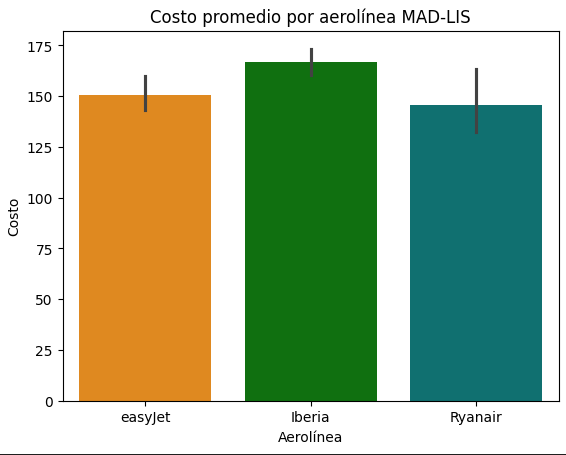 Costo promedio por aerolínea MAD-LIS
175
150
125
100
75
50
25
0
Costo
easyJet Iberia Ryanair
Aerolínea